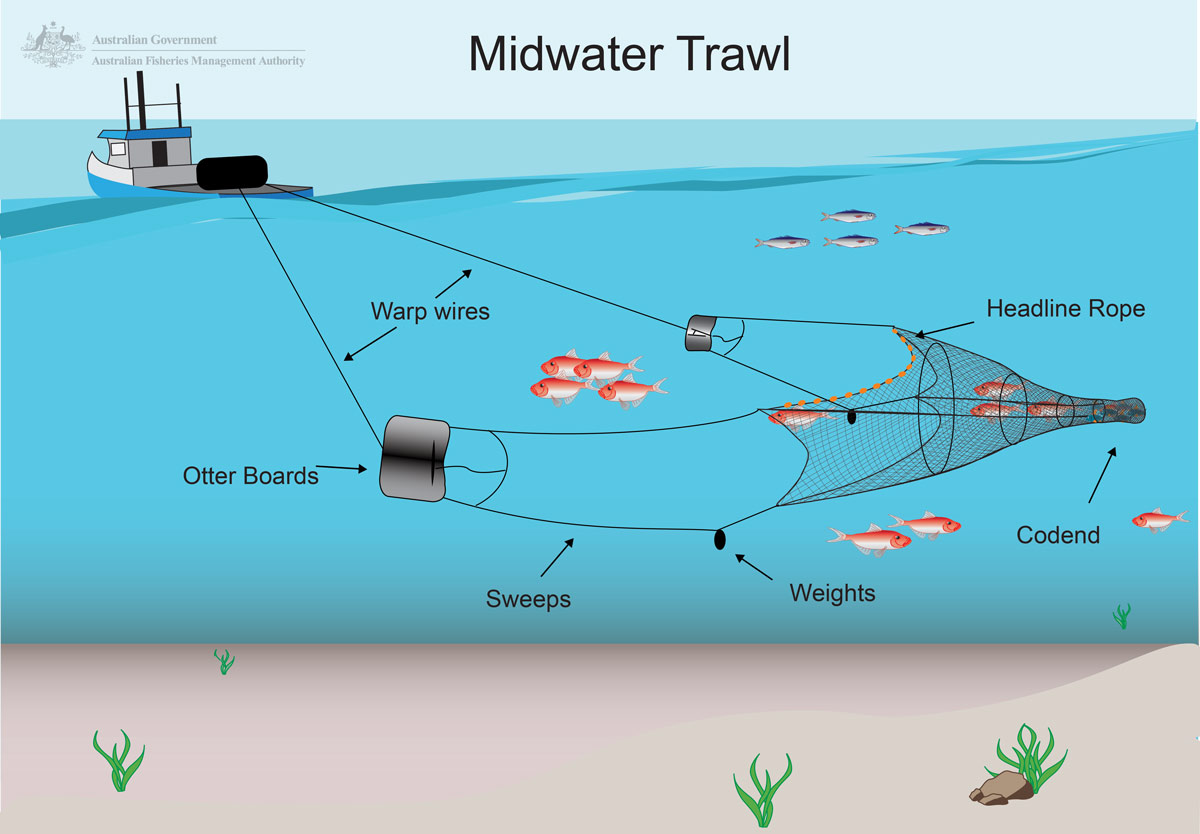 Australian Government
Australian Fisheries Management Authority
Midwater Trawl
Warp wires
Headline Rope
Otter Boards
Codend
Sweeps
Weights